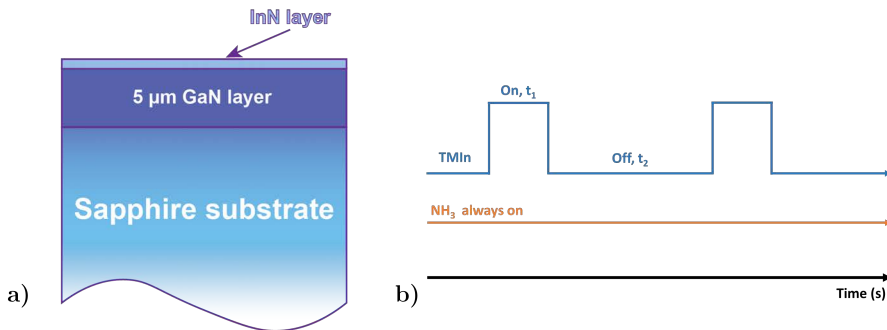 InN layer
5 µm GaN layer
Sapphire substrate
a)
On, t₁
TMIn
Off, t₂
NH₃ always on
Time (s)
b)